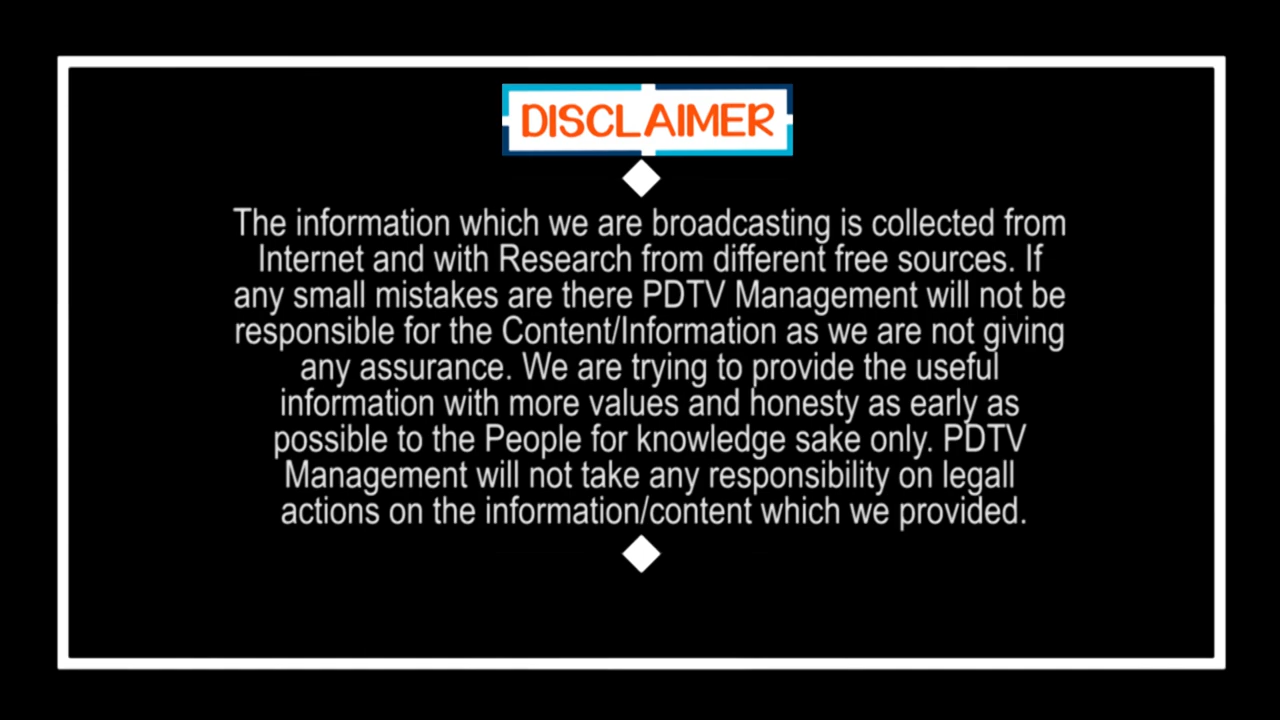 DISCLAIMER
The information which we are broadcasting is collected from
Internet and with Research from different free sources. If
any small mistakes are there PDTV Management will not be
responsible for the Content/Information as we are not giving
any assurance. We are trying to provide the useful
information with more values and honesty as early as
possible to the People for knowledge sake only. PDTV
Management will not take any responsibility on legall
actions on the information/content which we provided.